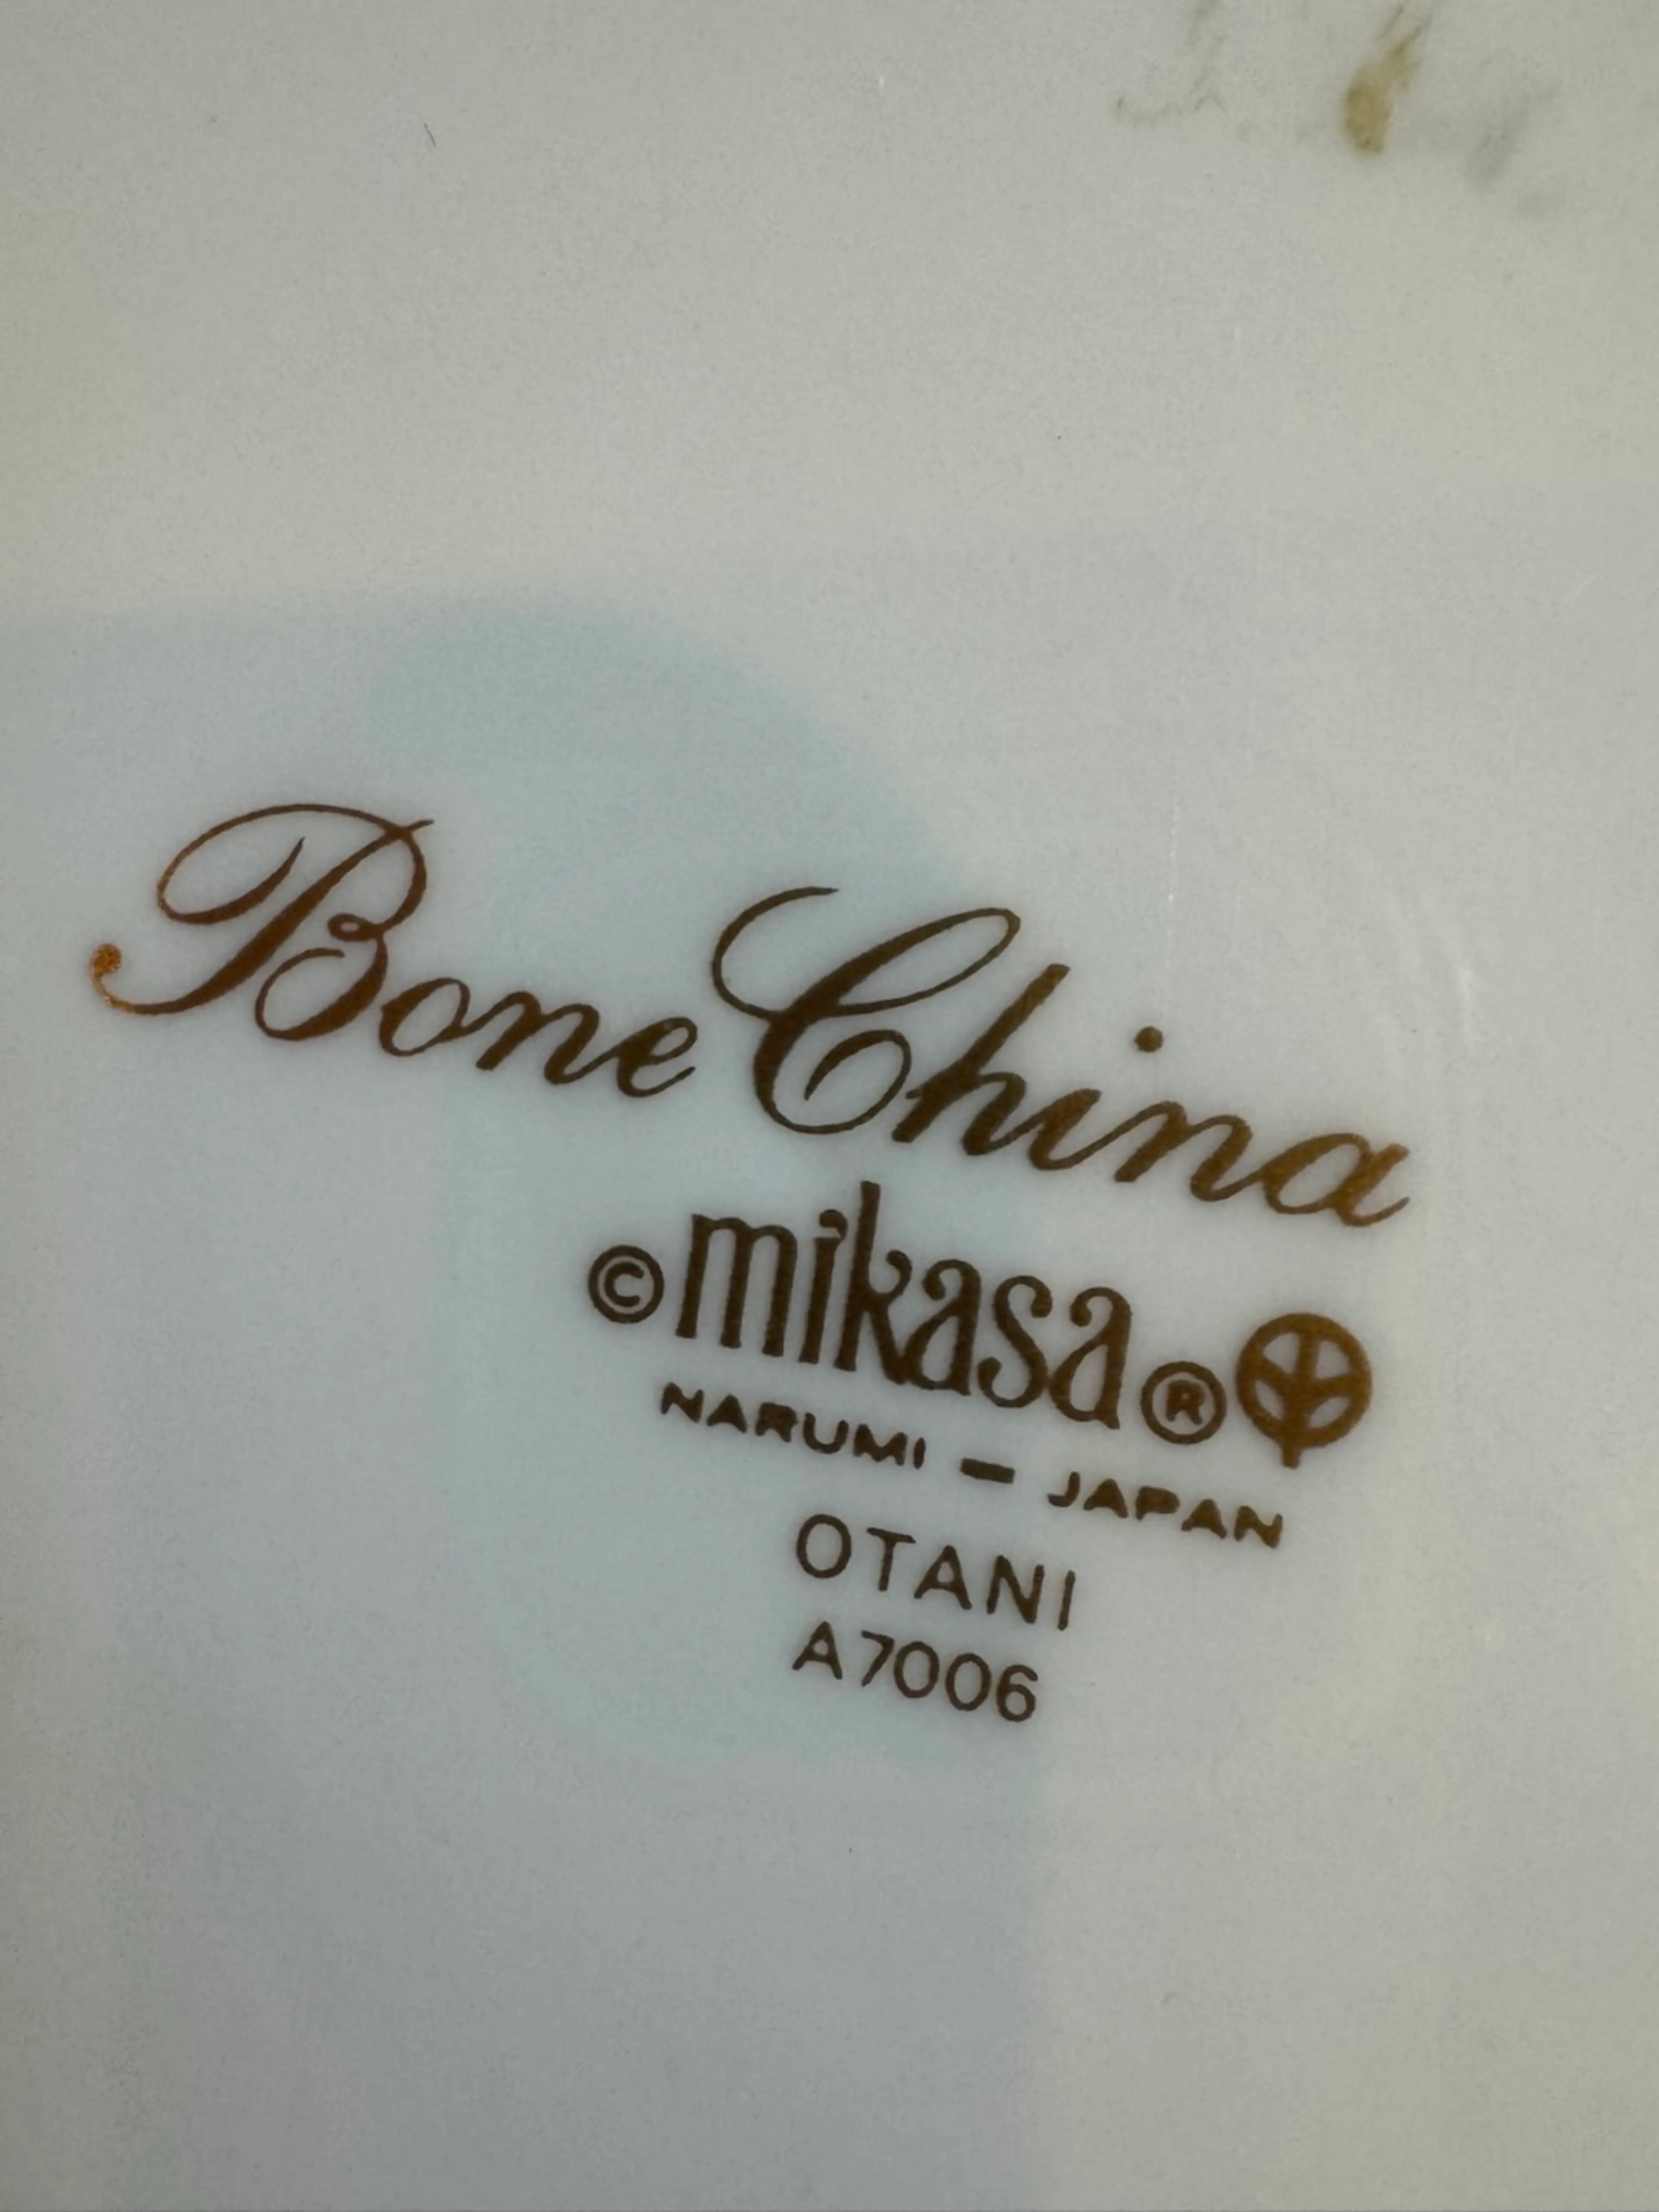 Bone China
©mikasa®
NARUMI – JAPAN
OTANI
A7006